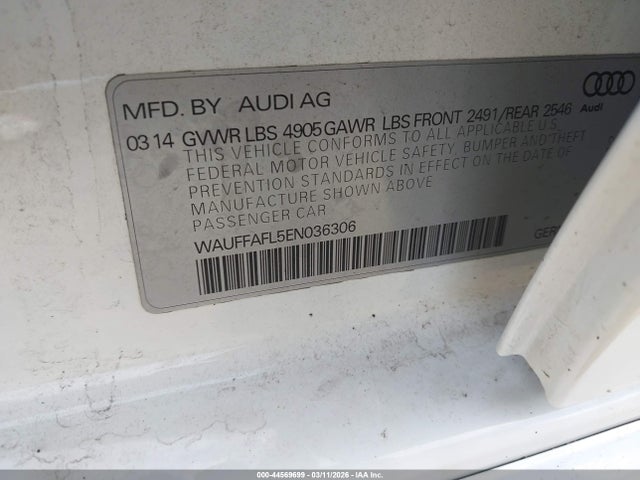 MFD. BY AUDI AG
Audi
03 14 GVWR LBS 4905 GAWR LBS FRONT 2491/REAR 2546
THIS VEHICLE CONFORMS TO ALL APPLICABLE U.S.
FEDERAL MOTOR VEHICLE SAFETY, BUMPER AND THEFT
PREVENTION STANDARDS IN EFFECT ON THE DATE OF
MANUFACTURE SHOWN ABOVE
PASSENGER CAR
WAUFFAFL5EN036306
GER
000-44569699 | 03/11/2026 - IAA Inc.